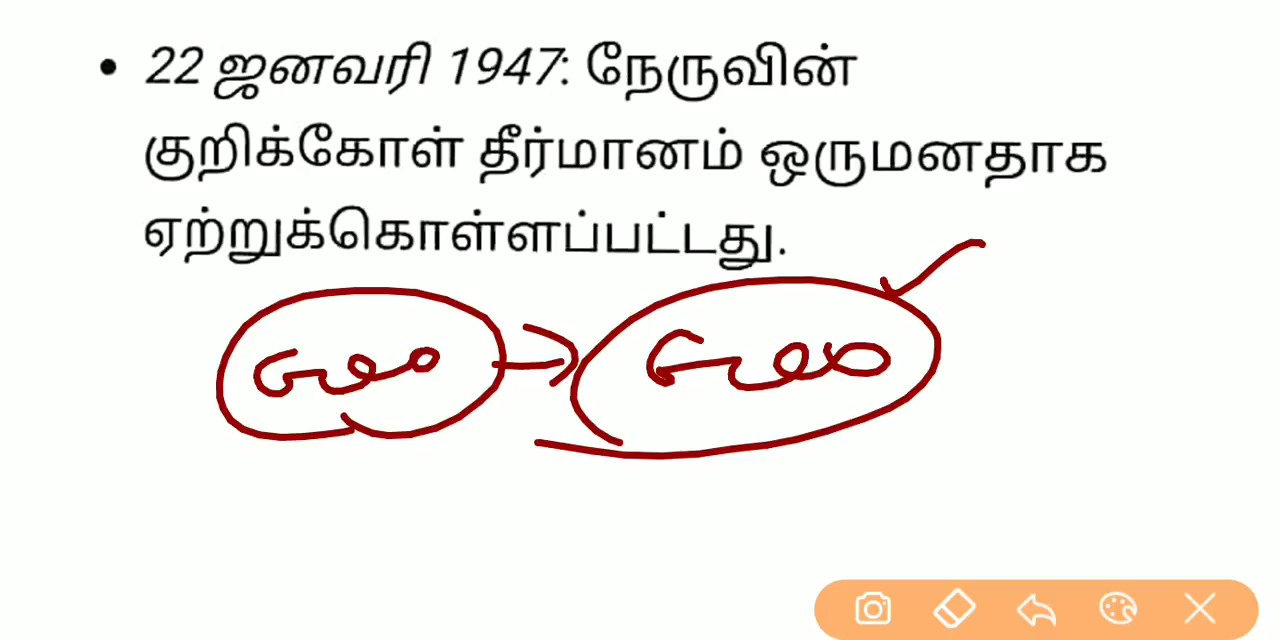 • 22 ஜனவரி 1947: நேருவின்
குறிக்கோள் தீர்மானம் ஒருமனதாக
ஏற்றுக்கொள்ளப்பட்டது.